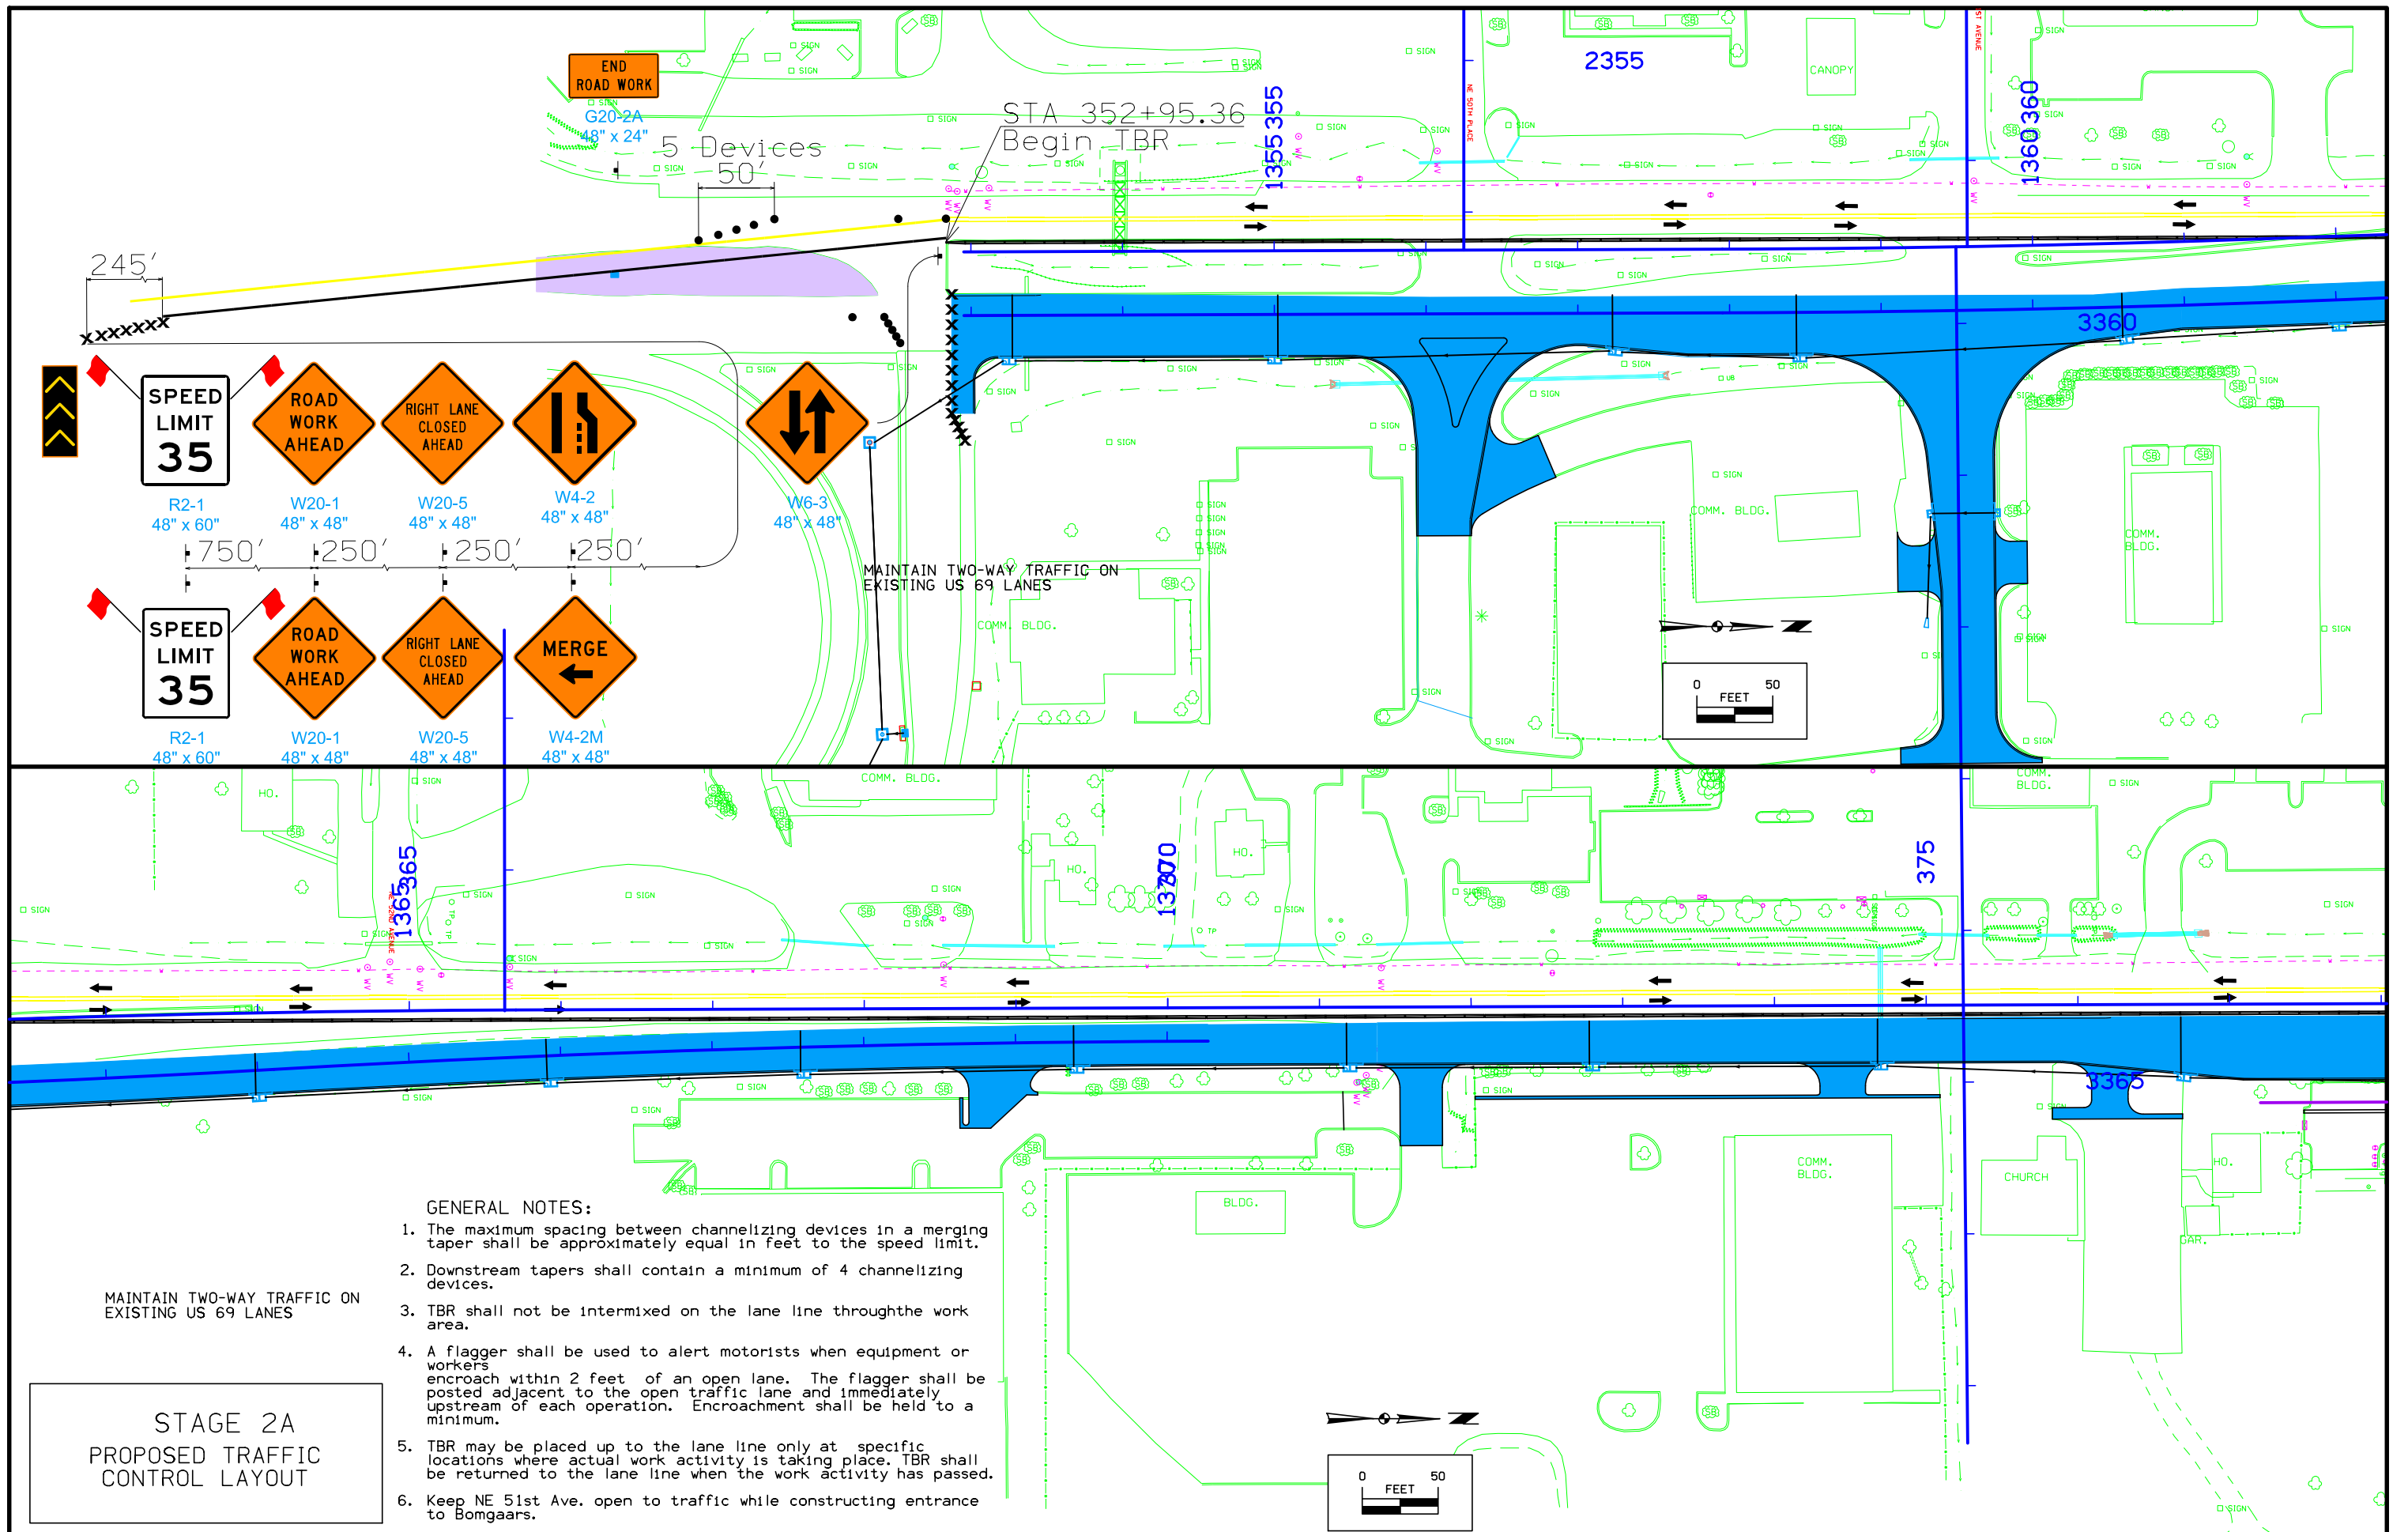 END
ROAD WORK
G20-2A
48" x 24"
5 Devices
50'
STA 352+95.36
Begin TBR
1355 355
2355
NE 50TH PLACE
CANOPY
ST AVENUE
1360 360
SIGN
245'
3360
SPEED
LIMIT
35
R2-1
48" x 60"
ROAD
WORK
AHEAD
W20-1
48" x 48"
RIGHT LANE
CLOSED
AHEAD
W20-5
48" x 48"
W4-2
48" x 48"
W6-3
48" x 48"
750'
250'
250'
250'
MAINTAIN TWO-WAY TRAFFIC ON
EXISTING US 69 LANES
COMM. BLDG.
COMM. BLDG.
COMM.
BLDG.
0 50
FEET
SPEED
LIMIT
35
R2-1
48" x 60"
ROAD
WORK
AHEAD
W20-1
48" x 48"
RIGHT LANE
CLOSED
AHEAD
W20-5
48" x 48"
MERGE
W4-2M
48" x 48"
HO.
COMM. BLDG.
COMM.
BLDG.
1365 365
HO.
HO.
375
3365
BLDG.
COMM.
BLDG.
CHURCH
HO.
GAR.
GENERAL NOTES:
1. The maximum spacing between channelizing devices in a merging
taper shall be approximately equal in feet to the speed limit.
2. Downstream tapers shall contain a minimum of 4 channelizing
devices.
3. TBR shall not be intermixed on the lane line throughthe work
area.
4. A flagger shall be used to alert motorists when equipment or
workers
encroach within 2 feet of an open lane. The flagger shall be
posted adjacent to the open traffic lane and immediately
upstream of each operation. Encroachment shall be held to a
minimum.
5. TBR may be placed up to the lane line only at specific
locations where actual work activity is taking place. TBR shall
be returned to the lane line when the work activity has passed.
6. Keep NE 51st Ave. open to traffic while constructing entrance
to Bomgaars.
MAINTAIN TWO-WAY TRAFFIC ON
EXISTING US 69 LANES
STAGE 2A
PROPOSED TRAFFIC
CONTROL LAYOUT
0 50
FEET